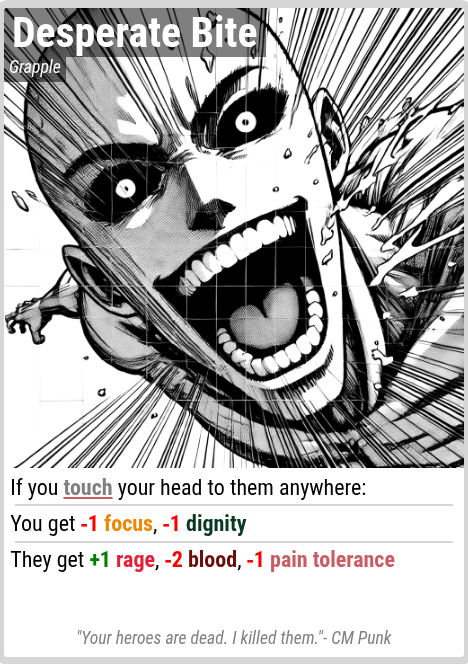 Desperate Bite
Grapple
If you touch your head to them anywhere:
You get -1 focus, -1 dignity
They get +1 rage, -2 blood, -1 pain tolerance
"Your heroes are dead. I killed them."- CM Punk